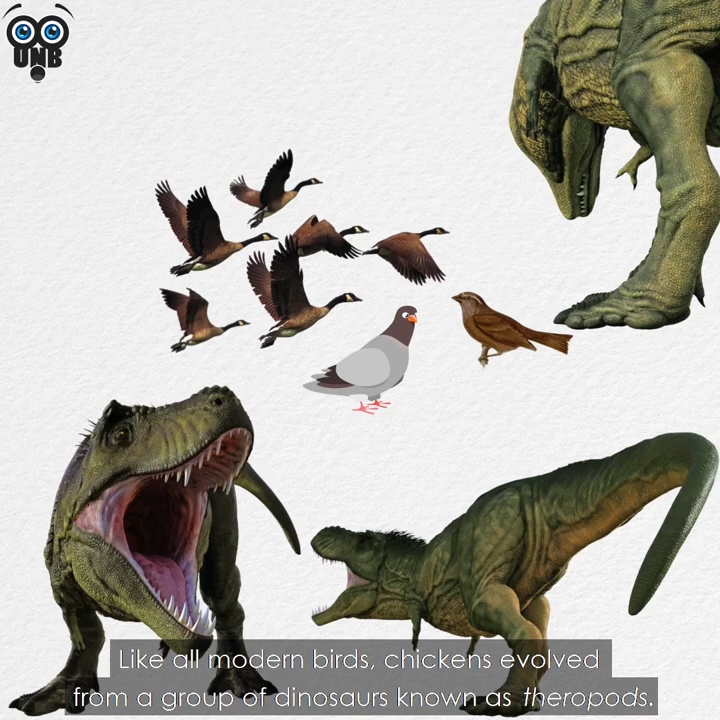 UNB
Like all modern birds, chickens evolved
from a group of dinosaurs known as theropods.